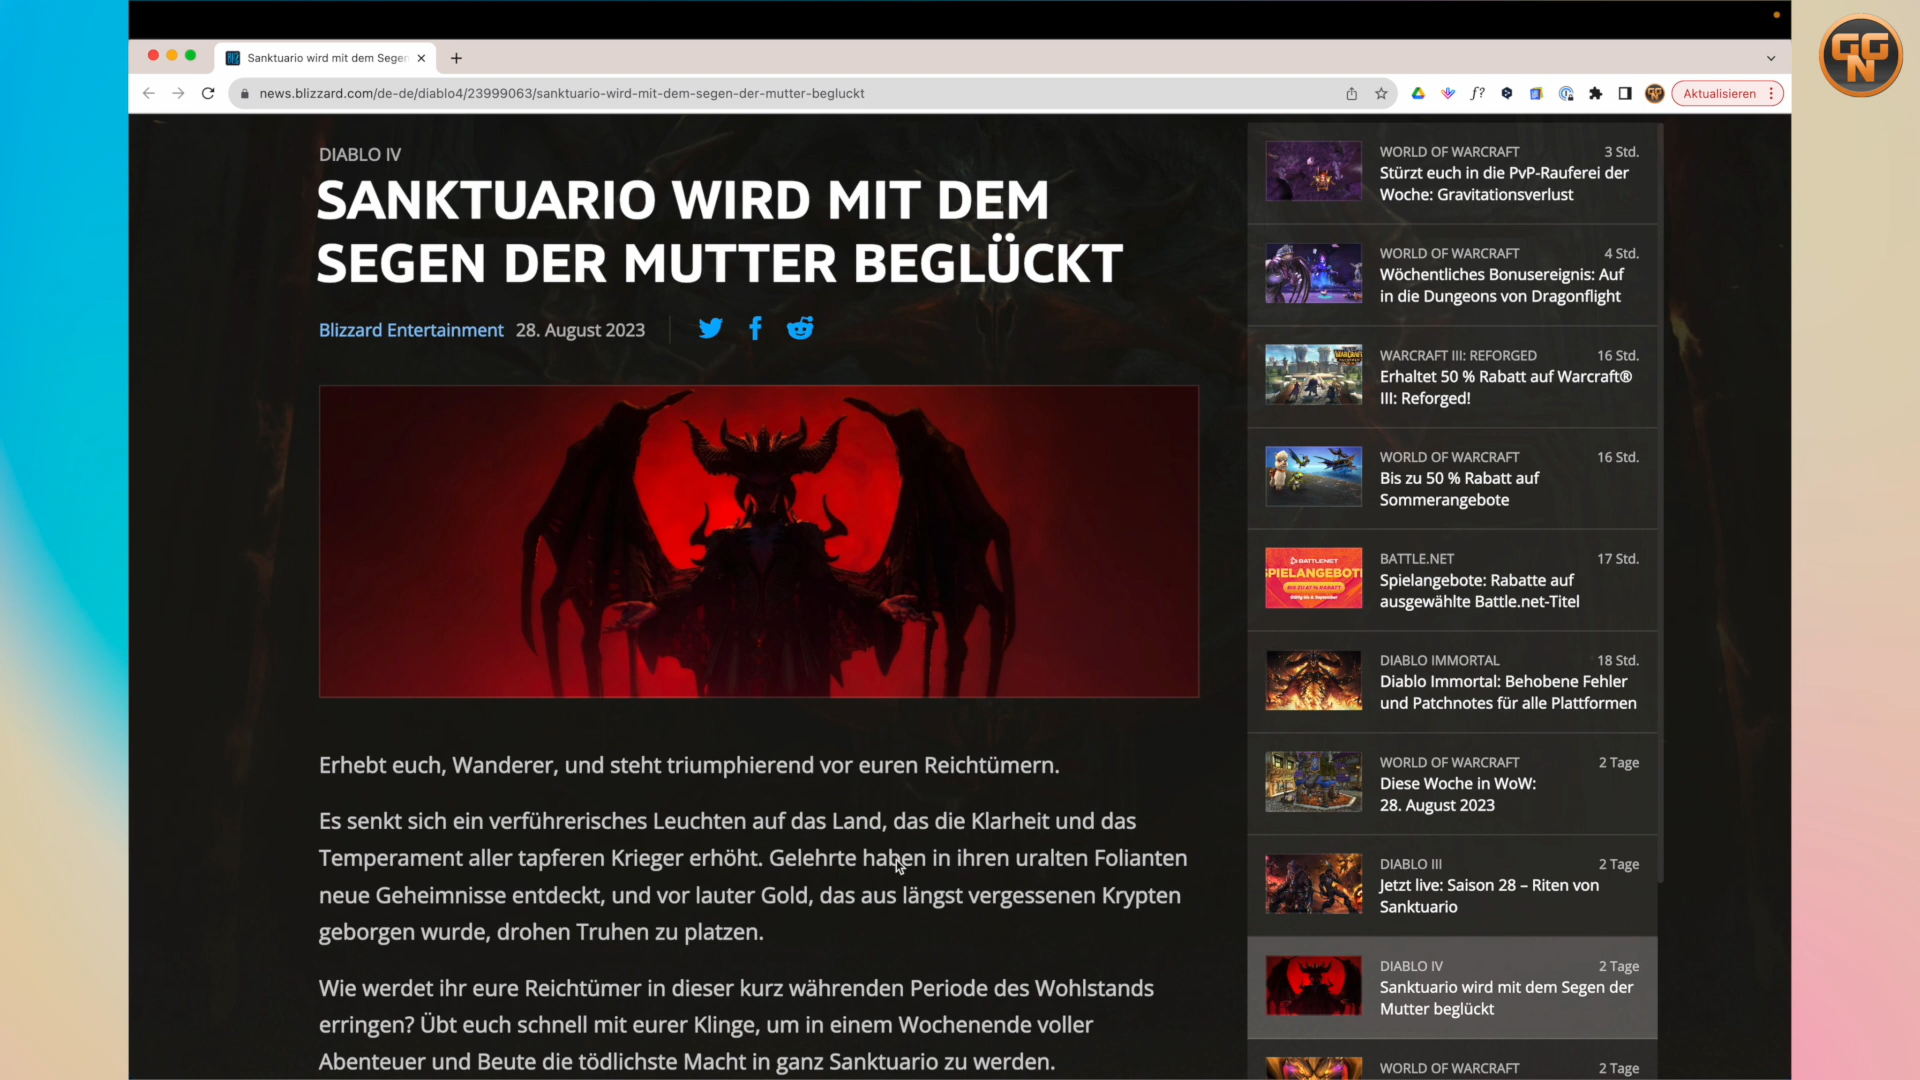 Sanktuario wird mit dem Segen
news.blizzard.com/de-de/diablo4/23999063/sanktuario-wird-mit-dem-segen-der-mutter-begluckt
Aktualisieren
GGN
DIABLO IV
SANKTUARIO WIRD MIT DEM
SEGEN DER MUTTER BEGLÜCKT
Blizzard Entertainment 28. August 2023
Erhebt euch, Wanderer, und steht triumphierend vor euren Reichtümern.
Es senkt sich ein verführerisches Leuchten auf das Land, das die Klarheit und das
Temperament aller tapferen Krieger erhöht. Gelehrte haben in ihren uralten Folianten
neue Geheimnisse entdeckt, und vor lauter Gold, das aus längst vergessenen Krypten
geborgen wurde, drohen Truhen zu platzen.
Wie werdet ihr eure Reichtümer in dieser kurz währenden Periode des Wohlstands
erringen? Übt euch schnell mit eurer Klinge, um in einem Wochenende voller
Abenteuer und Beute die tödlichste Macht in ganz Sanktuario zu werden.
WORLD OF WARCRAFT 3 Std.
Stürzt euch in die PvP-Rauferei der
Woche: Gravitationsverlust
WORLD OF WARCRAFT 4 Std.
Wöchentliches Bonusereignis: Auf
in die Dungeons von Dragonflight
WARCRAFT III: REFORGED 16 Std.
Erhaltet 50 % Rabatt auf Warcraft®
III: Reforged!
WORLD OF WARCRAFT 16 Std.
Bis zu 50 % Rabatt auf
Sommerangebote
BATTLE.NET 17 Std.
Spielangebote: Rabatte auf
ausgewählte Battle.net-Titel
BATTLENET
SPIELANGEBOTE
DIABLO IMMORTAL 18 Std.
Diablo Immortal: Behobene Fehler
und Patchnotes für alle Plattformen
WORLD OF WARCRAFT 2 Tage
Diese Woche in WoW:
28. August 2023
DIABLO III 2 Tage
Jetzt live: Saison 28 – Riten von
Sanktuario
DIABLO IV 2 Tage
Sanktuario wird mit dem Segen der
Mutter beglückt
WORLD OF WARCRAFT 2 Tage